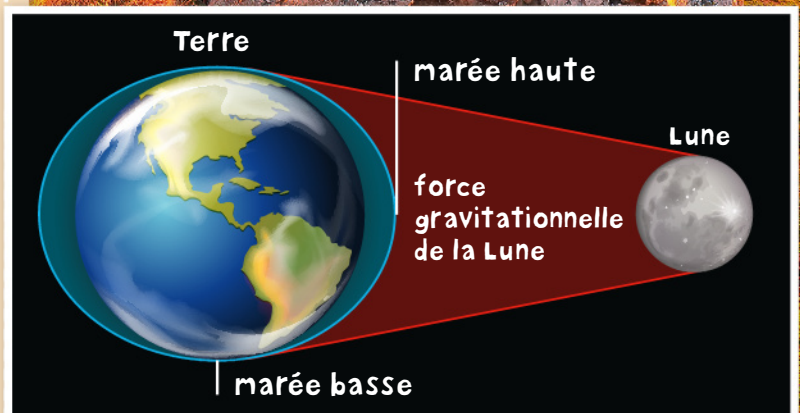 Terre
marée haute
Lune
force
gravitationnelle
de la Lune
marée basse